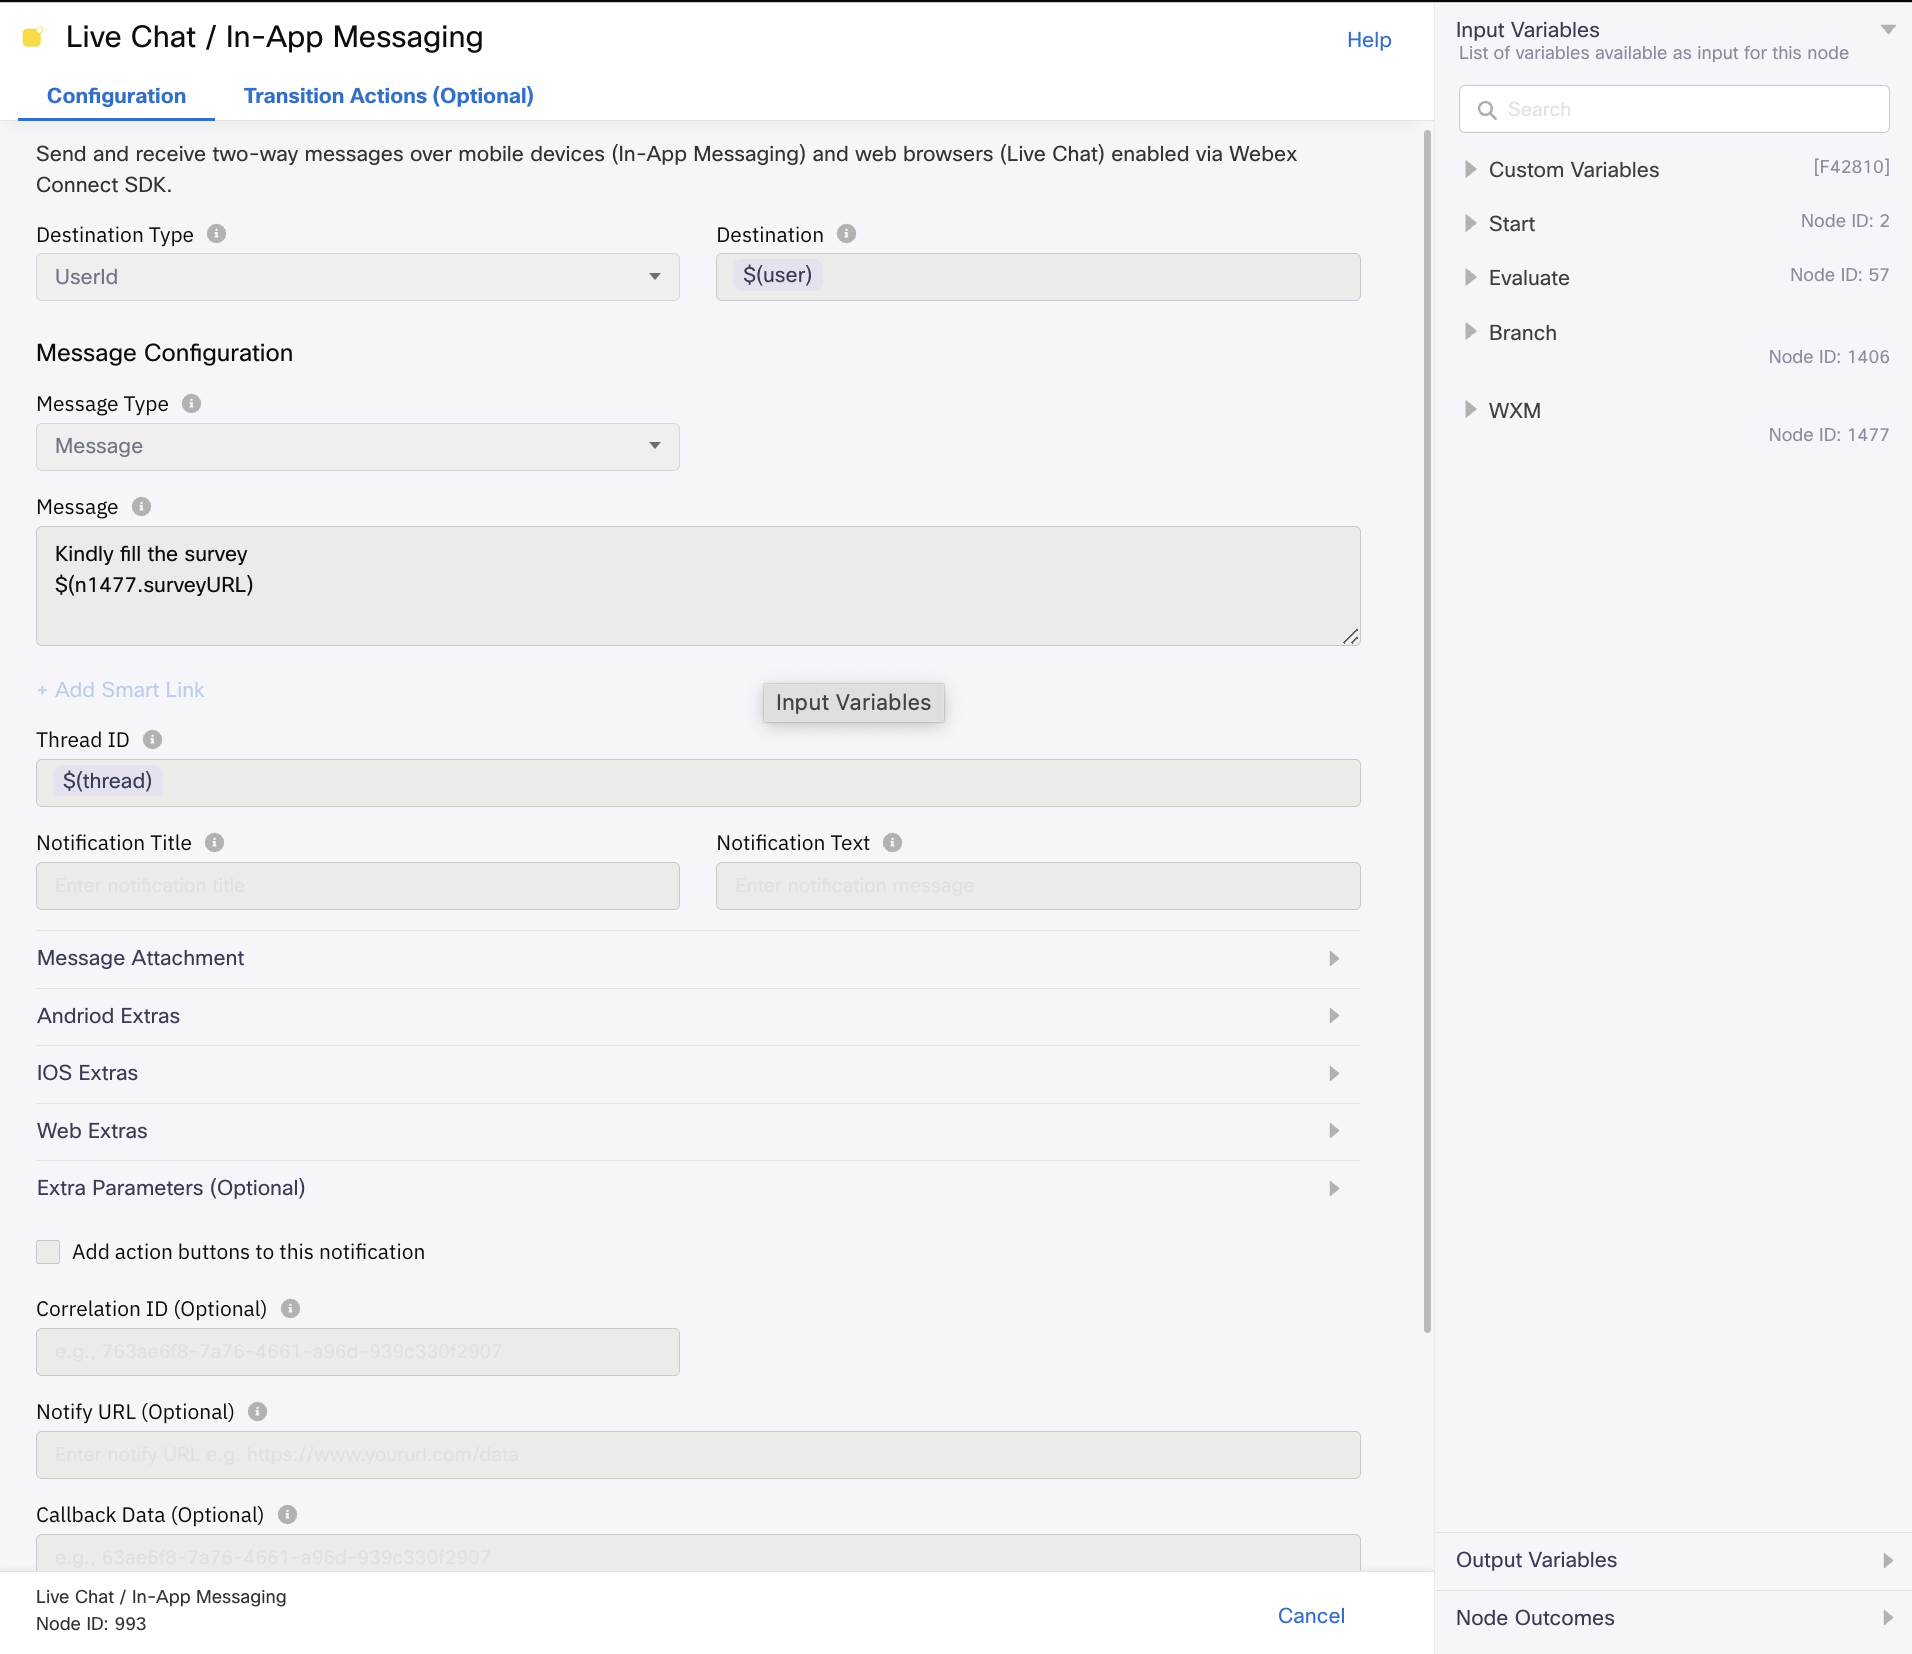 Live Chat / In-App Messaging
Help
Configuration
Transition Actions (Optional)
Send and receive two-way messages over mobile devices (In-App Messaging) and web browsers (Live Chat) enabled via Webex
Connect SDK.
Destination Type
Destination
UserId
$(user)
Message Configuration
Message Type
Message
Message
Kindly fill the survey
$(n1477.surveyURL)
+ Add Smart Link
Input Variables
Thread ID
$(thread)
Notification Title
Notification Text
Enter notification title
Enter notification message
Message Attachment
Andriod Extras
IOS Extras
Web Extras
Extra Parameters (Optional)
Add action buttons to this notification
Correlation ID (Optional)
e.g., 763ae6f8-7a76-4661-a96d-939c330f2907
Notify URL (Optional)
Enter notify URL e.g. https://www.yoururl.com/data
Callback Data (Optional)
e.g., 63ae6f8-7a76-4661-a96d-939c330f2907
Live Chat / In-App Messaging
Node ID: 993
Cancel
Input Variables
List of variables available as input for this node
Search
Custom Variables
[F42810]
Start
Node ID: 2
Evaluate
Node ID: 57
Branch
Node ID: 1406
WXM
Node ID: 1477
Output Variables
Node Outcomes